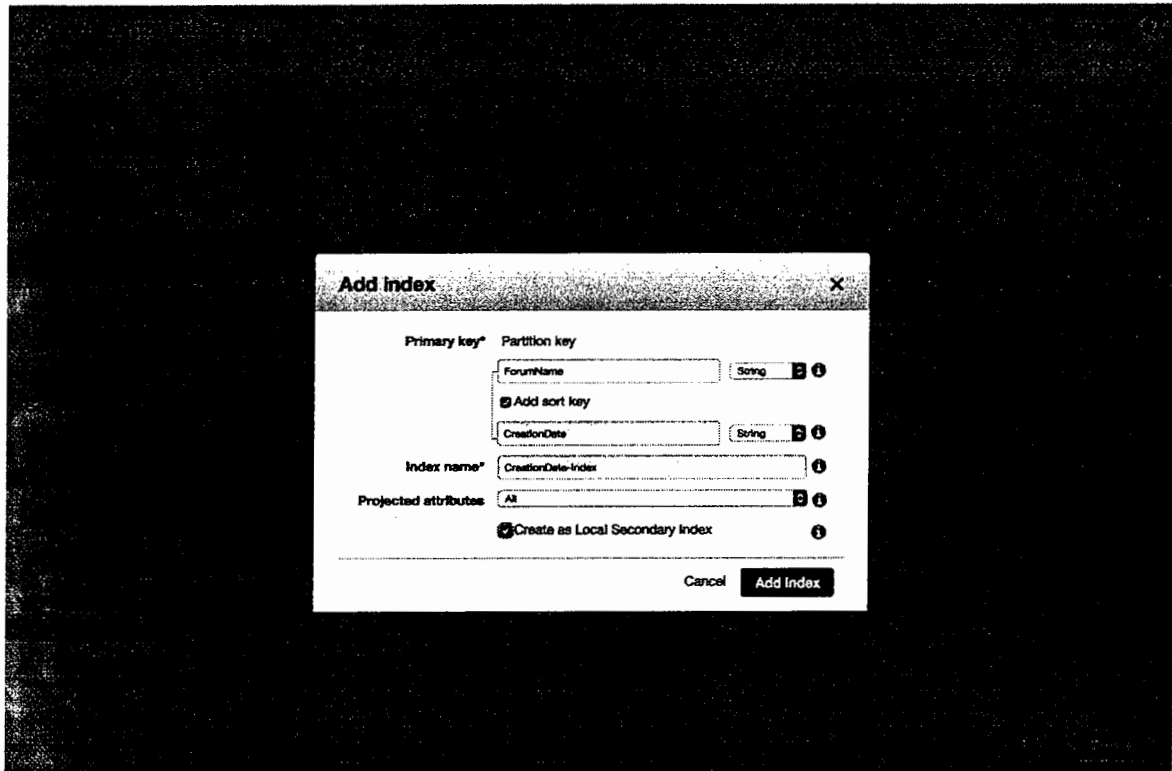 Add index
Primary key* Partition key
ForumName String
Add sort key
CreationDate String
Index name* CreationDate-index
Projected attributes All
Create as Local Secondary Index
Cancel Add index